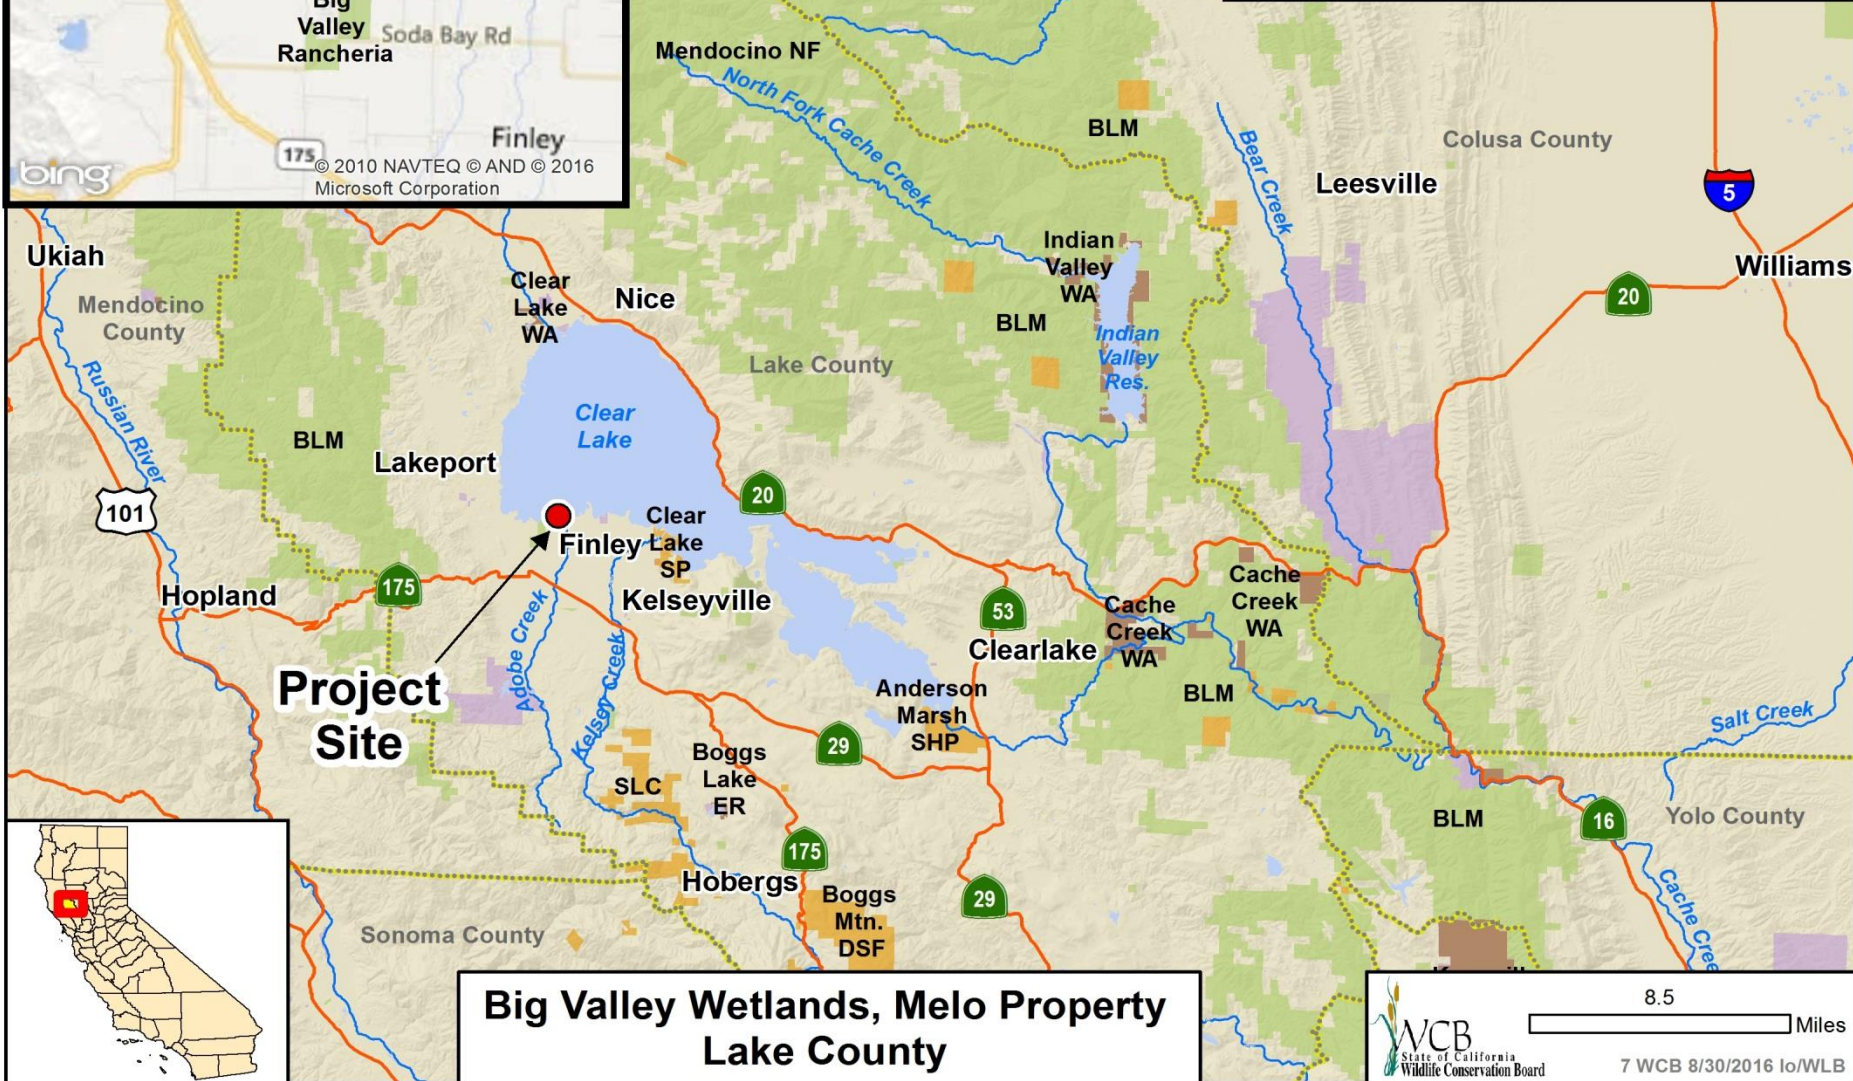 Big
Valley
Rancheria
Soda Bay Rd
Finley
175
bing
© 2010 NAVTEQ © AND © 2016
Microsoft Corporation
Mendocino NF
North Fork Cache Creek
BLM
Bear Creek
Colusa County
Leesville
5
Ukiah
Mendocino
County
Russian River
Clear
Lake
WA
Nice
Indian
Valley
WA
BLM
Indian
Valley
Res.
Williams
20
Lake County
Clear
Lake
BLM
Lakeport
101
20
Clear
Lake
SP
Finley
175
Hopland
Kelseyville
53
Clearlake
Cache
Creek
WA
Cache
Creek
WA
Adobe Creek
Kelsey Creek
Project
Site
Anderson
Marsh
SHP
BLM
Salt Creek
29
Boggs
Lake
ER
SLC
BLM
16
Yolo County
175
Hobergs
Boggs
Mtn.
DSF
29
Cache Cree
Sonoma County
Big Valley Wetlands, Melo Property
Lake County
WCB
State of California
Wildlife Conservation Board
8.5
Miles
7 WCB 8/30/2016 lo/WLB